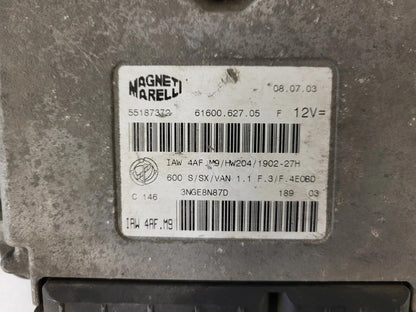 MAGNETI MARELLI 08.07.03
55187372 61600.627.05 F 12V=
IAW 4AF.M9/HW204/1902-27H
600 S/SX/VAN 1.1 F.3/F.4EOBD
C 146 3NGE8N87D 189 03
IAW 4AF.M9